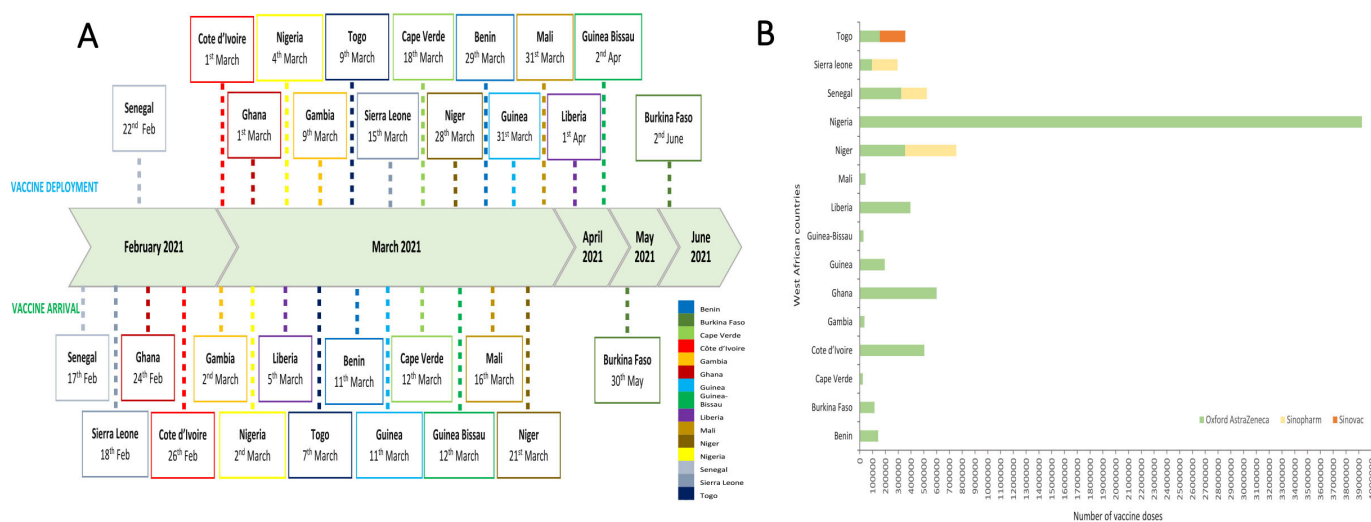 A
Cote d'Ivoire
1st March
Nigeria
4th March
Togo
9th March
Cape Verde
18th March
Benin
29th March
Mali
31st March
Guinea Bissau
2nd Apr
Senegal
22nd Feb
Ghana
1st March
Gambia
9th March
Sierra Leone
15th March
Niger
28th March
Guinea
31st March
Liberia
1st Apr
Burkina Faso
2nd June
VACCINE DEPLOYMENT
February 2021
March 2021
April
2021
May
2021
June
2021
VACCINE ARRIVAL
Senegal
17th Feb
Ghana
24th Feb
Gambia
2nd March
Liberia
5th March
Benin
11th March
Cape Verde
12th March
Mali
16th March
Burkina Faso
30th May
Sierra Leone
18th Feb
Cote d'Ivoire
26th Feb
Nigeria
2nd March
Togo
7th March
Guinea
11th March
Guinea Bissau
12th March
Niger
21st March
Benin
Burkina Faso
Cape Verde
Côte d'Ivoire
Gambia
Ghana
Guinea
Guinea-
Bissau
Liberia
Mali
Niger
Nigeria
Senegal
Sierra Leone
Togo
B
West African countries
Togo
Sierra leone
Senegal
Nigeria
Niger
Mali
Liberia
Guinea-Bissau
Guinea
Ghana
Gambia
Cote d'Ivoire
Cape Verde
Burkina Faso
Benin
Oxford AstraZeneca
Sinopharm
Sinovac
0
100000
200000
300000
400000
500000
600000
700000
800000
900000
1000000
1100000
1200000
1300000
1400000
1500000
1600000
1700000
1800000
1900000
2000000
2100000
2200000
2300000
2400000
2500000
2600000
2700000
2800000
2900000
3000000
3100000
3200000
3300000
3400000
3500000
3600000
3700000
3800000
3900000
Number of vaccine doses